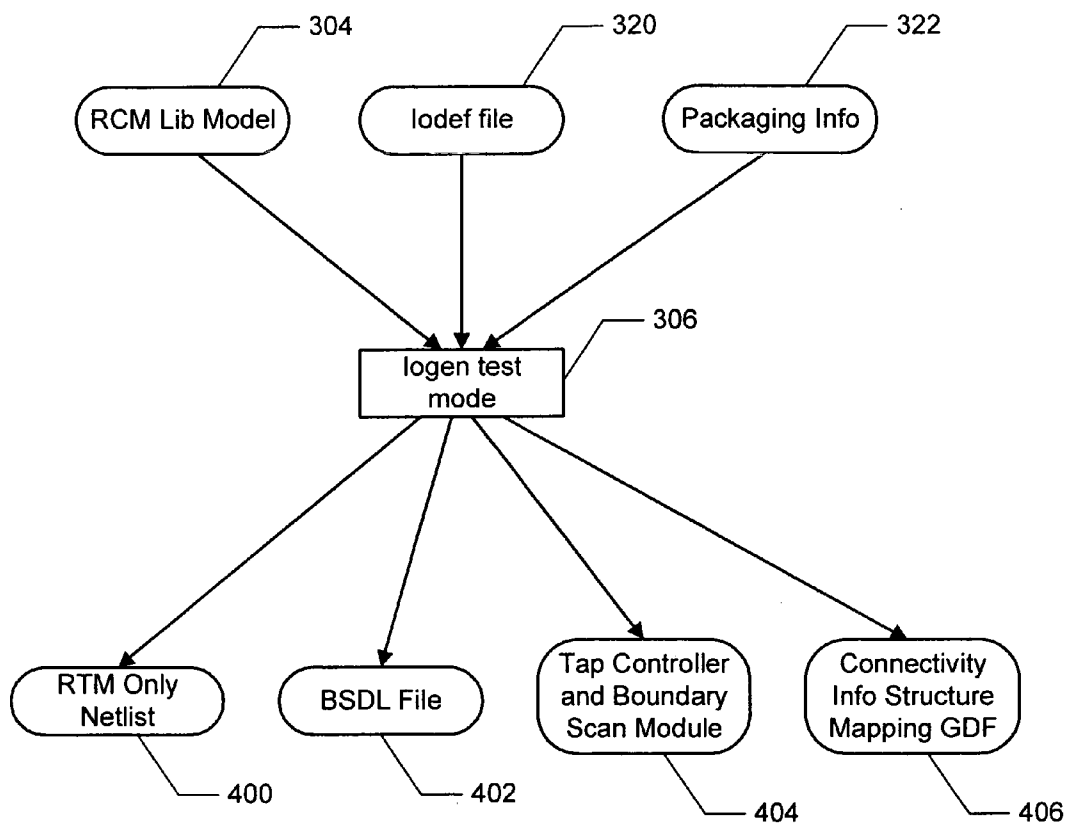 304
320
322
RCM Lib Model
Iodef file
Packaging Info
306
logen test
mode
RTM Only
Netlist
BSDL File
Tap Controller
and Boundary
Scan Module
Connectivity
Info Structure
Mapping GDF
400
402
404
406